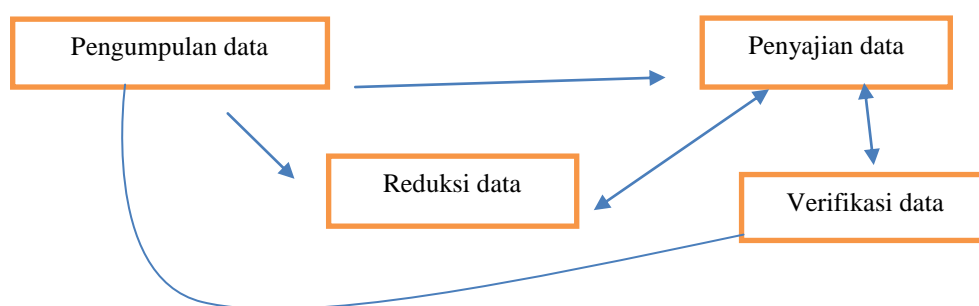 Pengumpulan data
Penyajian data
Reduksi data
Verifikasi data